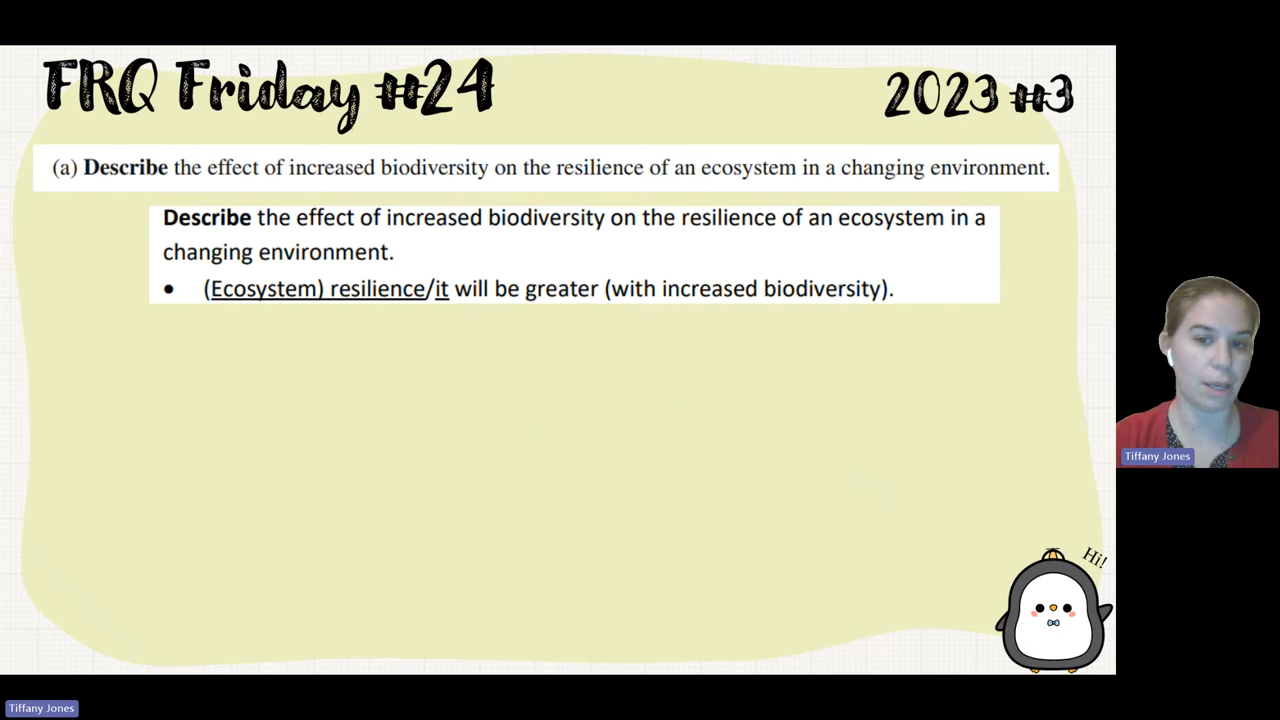 FRQ Friday #24
2023 #3
(a) Describe the effect of increased biodiversity on the resilience of an ecosystem in a changing environment.
Describe the effect of increased biodiversity on the resilience of an ecosystem in a
changing environment.
• (Ecosystem) resilience/it will be greater (with increased biodiversity).
Tiffany Jones
Hi!
Tiffany Jones